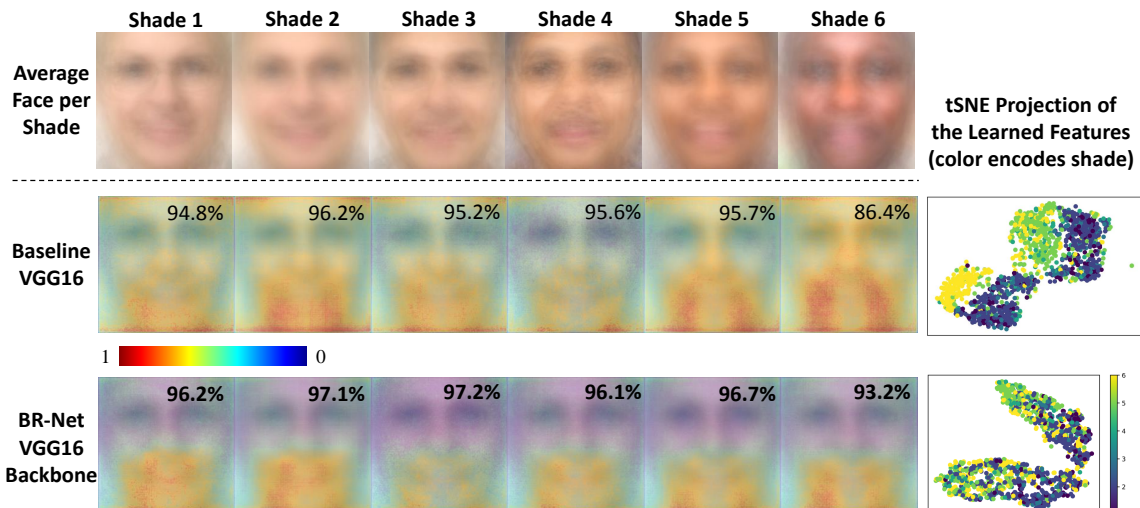 Shade 1 Shade 2 Shade 3 Shade 4 Shade 5 Shade 6
Average
Face per
Shade
tSNE Projection of
the Learned Features
(color encodes shade)
94.8% 96.2% 95.2% 95.6% 95.7% 86.4%
Baseline
VGG16
1 0
96.2% 97.1% 97.2% 96.1% 96.7% 93.2%
BR-Net
VGG16
Backbone
6
5
4
3
2